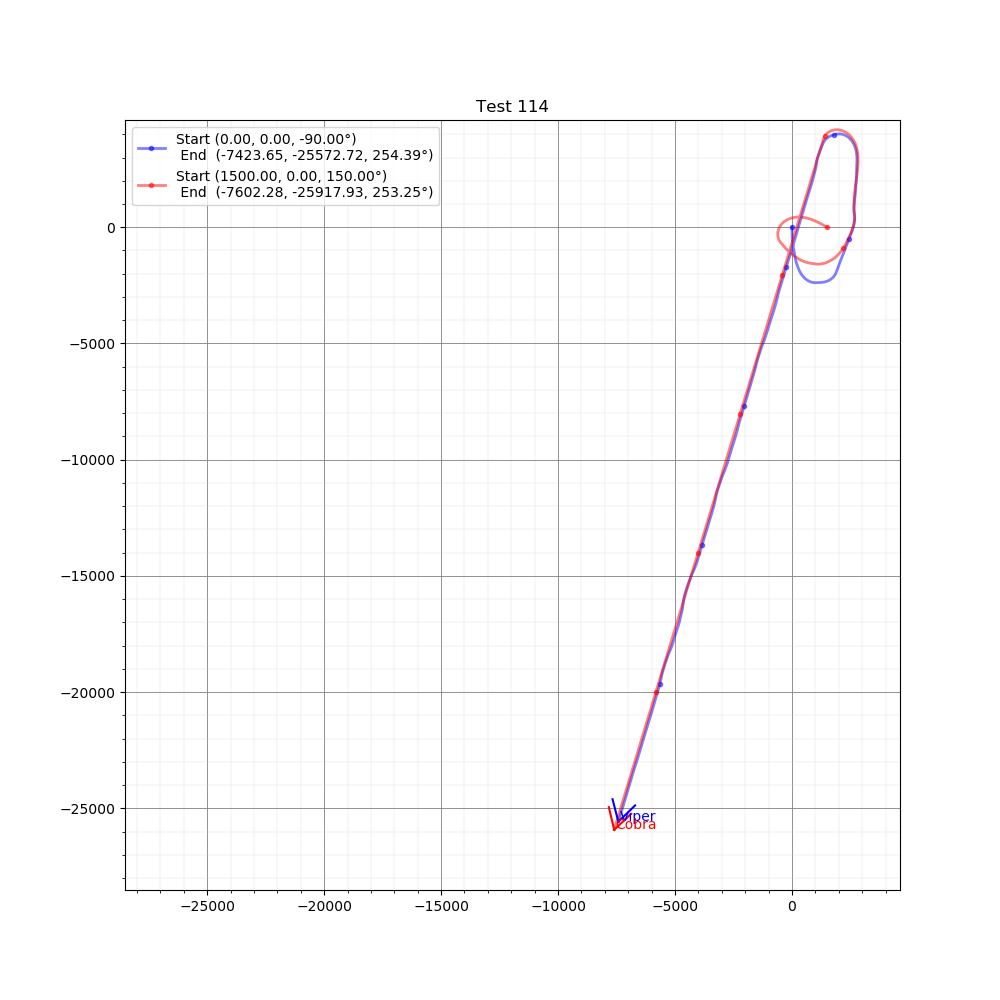 Test 114
Start (0.00, 0.00, -90.00°)
End  (-7423.65, -25572.72, 254.39°)
Start (1500.00, 0.00, 150.00°)
End  (-7602.28, -25917.93, 253.25°)
0
−5000
−10000
−15000
−20000
−25000
Viper
Cobra
−25000
−20000
−15000
−10000
−5000
0